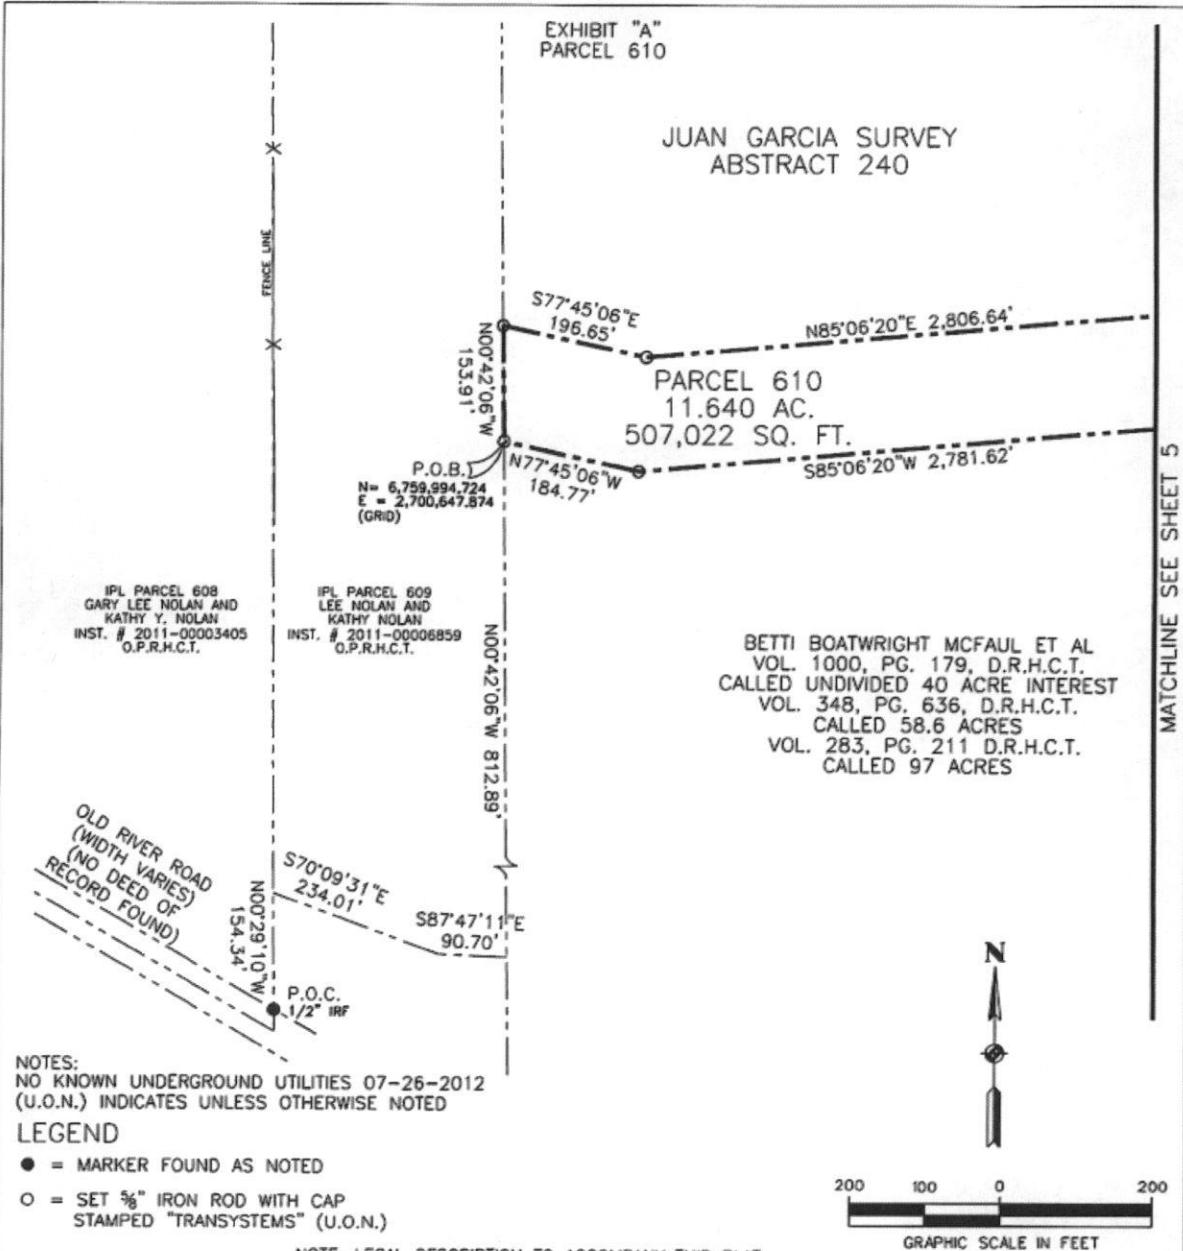 EXHIBIT "A"
PARCEL 610
JUAN GARCIA SURVEY
ABSTRACT 240
FENCE LINE
S77°45'06"E
196.65'
N85°06'20"E 2,806.64'
N00°42'06"W
153.91'
PARCEL 610
11.640 AC.
507,022 SQ. FT.
P.O.B.
N= 6,759,994.724
E = 2,700,647.874
(GRID)
N77°45'06"W
184.77'
S85°06'20"W 2,781.62'
MATCHLINE SEE SHEET 5
IPL PARCEL 608
GARY LEE NOLAN AND
KATHY Y. NOLAN
INST. # 2011-00003405
O.P.R.H.C.T.
IPL PARCEL 609
LEE NOLAN AND
KATHY NOLAN
INST. # 2011-00006859
O.P.R.H.C.T.
N00°42'06"W 812.89'
BETTI BOATWRIGHT MCFAUL ET AL
VOL. 1000, PG. 179, D.R.H.C.T.
CALLED UNDIVIDED 40 ACRE INTEREST
VOL. 348, PG. 636, D.R.H.C.T.
CALLED 58.6 ACRES
VOL. 283, PG. 211 D.R.H.C.T.
CALLED 97 ACRES
OLD RIVER ROAD
(WIDTH VARIES)
(NO DEED OF
RECORD FOUND)
S70°09'31"E
234.01'
S87°47'11"E
90.70'
N00°29'10"W
154.34'
P.O.C.
1/2" IRF
N
NOTES:
NO KNOWN UNDERGROUND UTILITIES 07-26-2012
(U.O.N.) INDICATES UNLESS OTHERWISE NOTED
LEGEND
● = MARKER FOUND AS NOTED
○ = SET ⅝" IRON ROD WITH CAP
STAMPED "TRANSYSTEMS" (U.O.N.)
200 100 0 200
GRAPHIC SCALE IN FEET